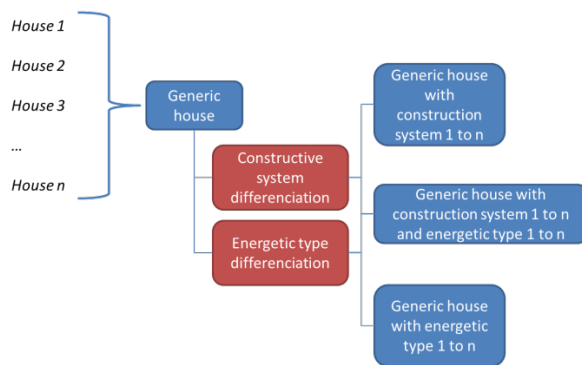 House 1
House 2
House 3
...
House n
Generic
house
Constructive
system
differenciation
Energetic type
differenciation
Generic house
with
construction
system 1 to n
Generic house with
construction system 1 to n
and energetic type 1 to n
Generic house
with energetic
type 1 to n